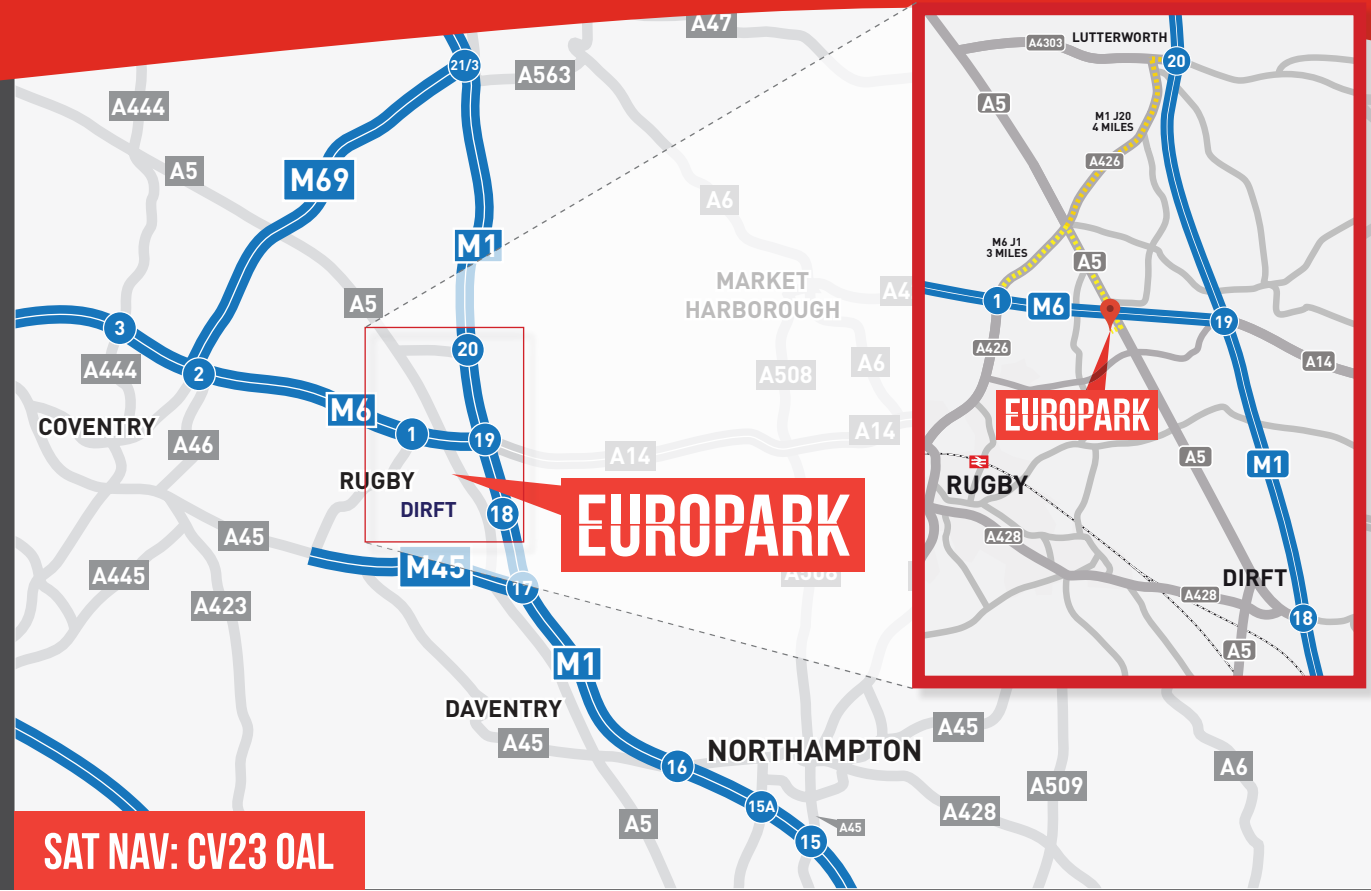 A47
21/3
A563
A444
A5
M69
A6
M1
MARKET
HARBOROUGH
A4
A5
3
20
A444
2
A508
A6
M6
COVENTRY
1
19
A14
A46
A14
RUGBY
DIRFT
18
EUROPARK
A45
M45
A508
A445
17
A423
M1
DAVENTRY
A45
NORTHAMPTON
A45
16
A6
A509
15A
A428
A5
A45
15
SAT NAV: CV23 0AL
A4303
LUTTERWORTH
20
A5
M1 J20
4 MILES
A426
M6 J1
3 MILES
A5
1
M6
19
A426
A14
EUROPARK
A5
M1
RUGBY
A428
DIRFT
A428
18
A5